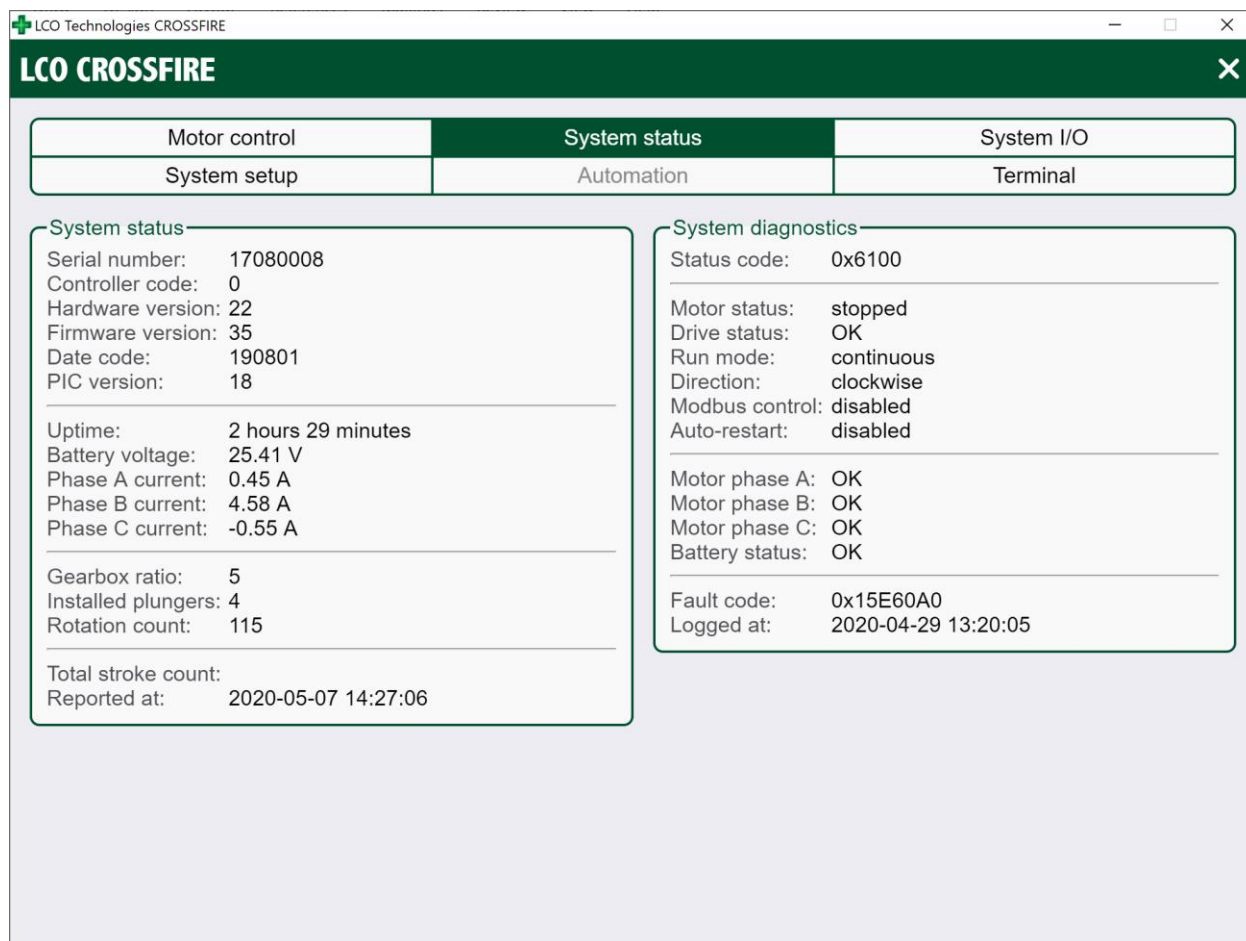 LCO Technologies CROSSFIRE
LCO CROSSFIRE
Motor control System status System I/O
System setup Automation Terminal
System status
Serial number: 17080008
Controller code: 0
Hardware version: 22
Firmware version: 35
Date code: 190801
PIC version: 18
Uptime: 2 hours 29 minutes
Battery voltage: 25.41 V
Phase A current: 0.45 A
Phase B current: 4.58 A
Phase C current: -0.55 A
Gearbox ratio: 5
Installed plungers: 4
Rotation count: 115
Total stroke count:
Reported at: 2020-05-07 14:27:06
System diagnostics
Status code: 0x6100
Motor status: stopped
Drive status: OK
Run mode: continuous
Direction: clockwise
Modbus control: disabled
Auto-restart: disabled
Motor phase A: OK
Motor phase B: OK
Motor phase C: OK
Battery status: OK
Fault code: 0x15E60A0
Logged at: 2020-04-29 13:20:05